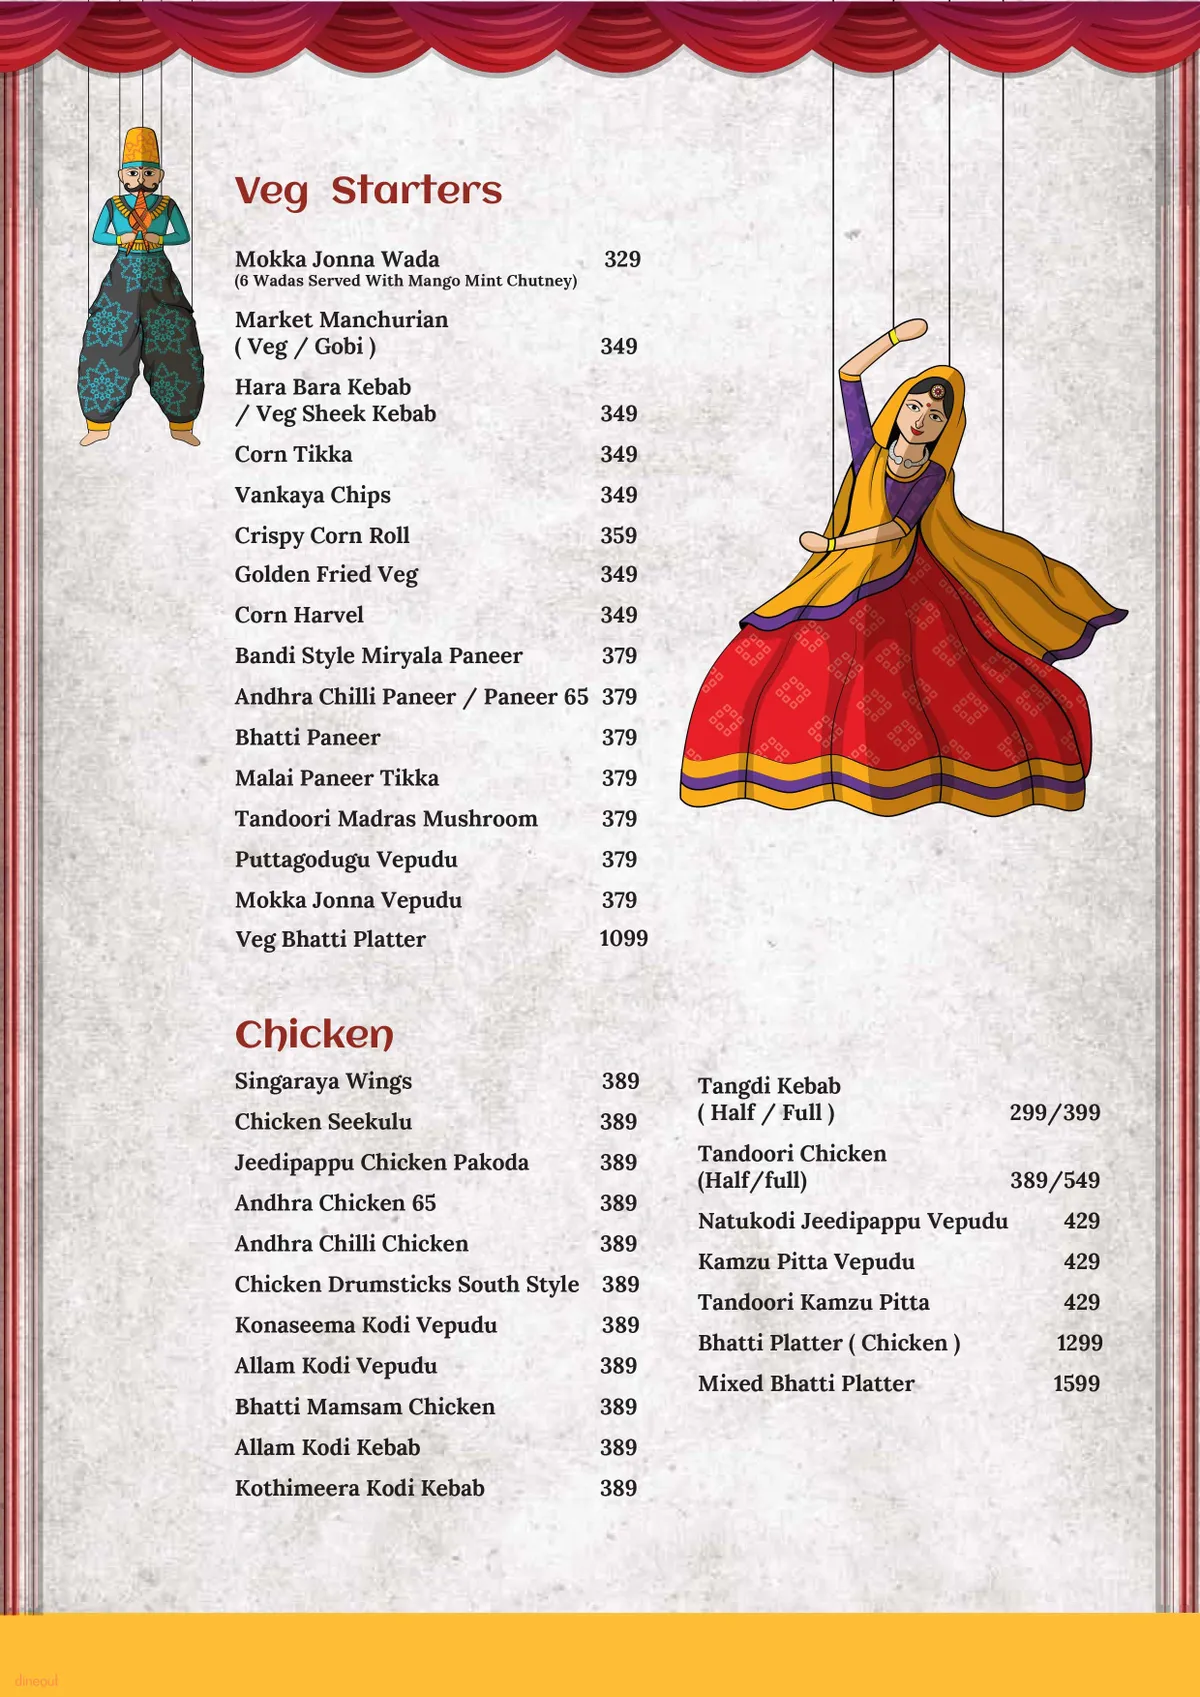 Veg Starters
Mokka Jonna Wada 329
(6 Wadas Served With Mango Mint Chutney)
Market Manchurian
( Veg / Gobi ) 349
Hara Bara Kebab
/ Veg Sheek Kebab 349
Corn Tikka 349
Vankaya Chips 349
Crispy Corn Roll 359
Golden Fried Veg 349
Corn Harvel 349
Bandi Style Miryala Paneer 379
Andhra Chilli Paneer / Paneer 65 379
Bhatti Paneer 379
Malai Paneer Tikka 379
Tandoori Madras Mushroom 379
Puttagodugu Vepudu 379
Mokka Jonna Vepudu 379
Veg Bhatti Platter 1099
Chicken
Singaraya Wings 389
Chicken Seekulu 389
Jeedipappu Chicken Pakoda 389
Andhra Chicken 65 389
Andhra Chilli Chicken 389
Chicken Drumsticks South Style 389
Konaseema Kodi Vepudu 389
Allam Kodi Vepudu 389
Bhatti Mamsam Chicken 389
Allam Kodi Kebab 389
Kothimeera Kodi Kebab 389
Tangdi Kebab
( Half / Full ) 299/399
Tandoori Chicken
(Half/full) 389/549
Natukodi Jeedipappu Vepudu 429
Kamzu Pitta Vepudu 429
Tandoori Kamzu Pitta 429
Bhatti Platter ( Chicken ) 1299
Mixed Bhatti Platter 1599
dineout